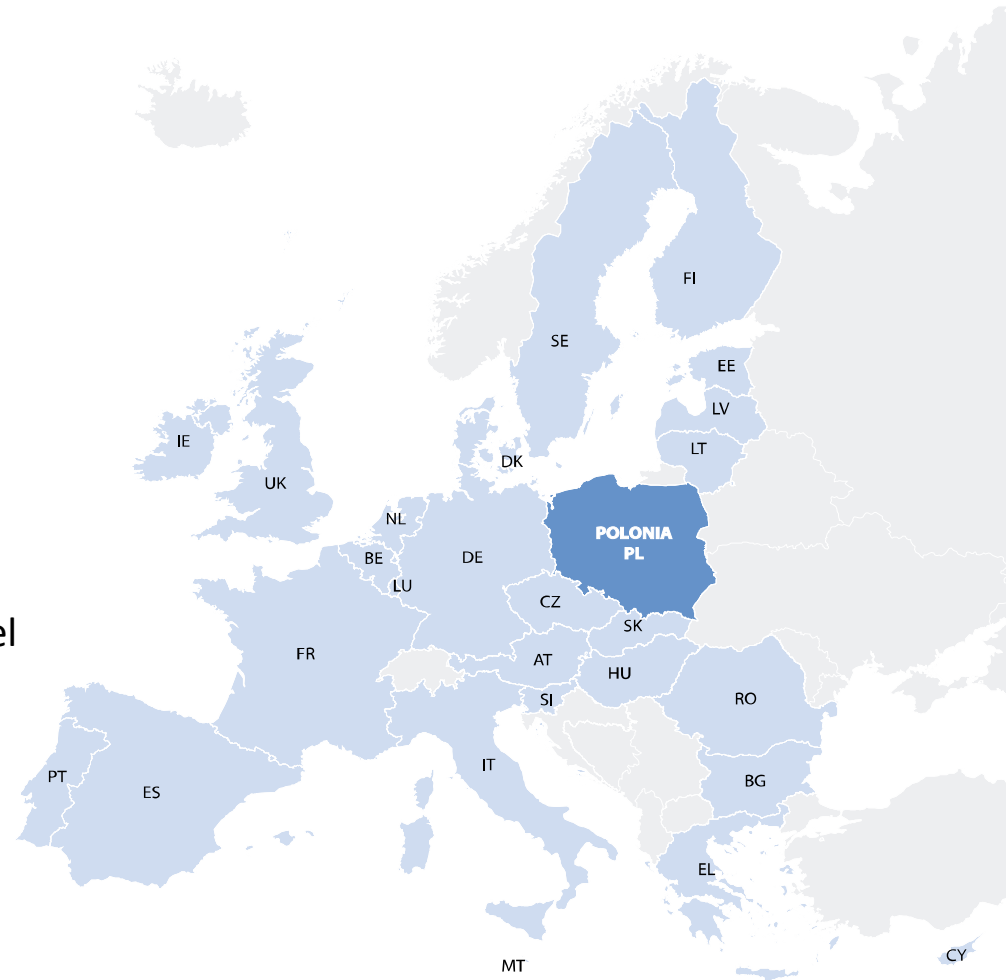 FI
SE
EE
LV
LT
IE
DK
UK
NL
POLONIA
PL
BE
DE
LU
CZ
SK
el
FR
AT
HU
SI
RO
IT
PT
ES
BG
EL
CY
MT